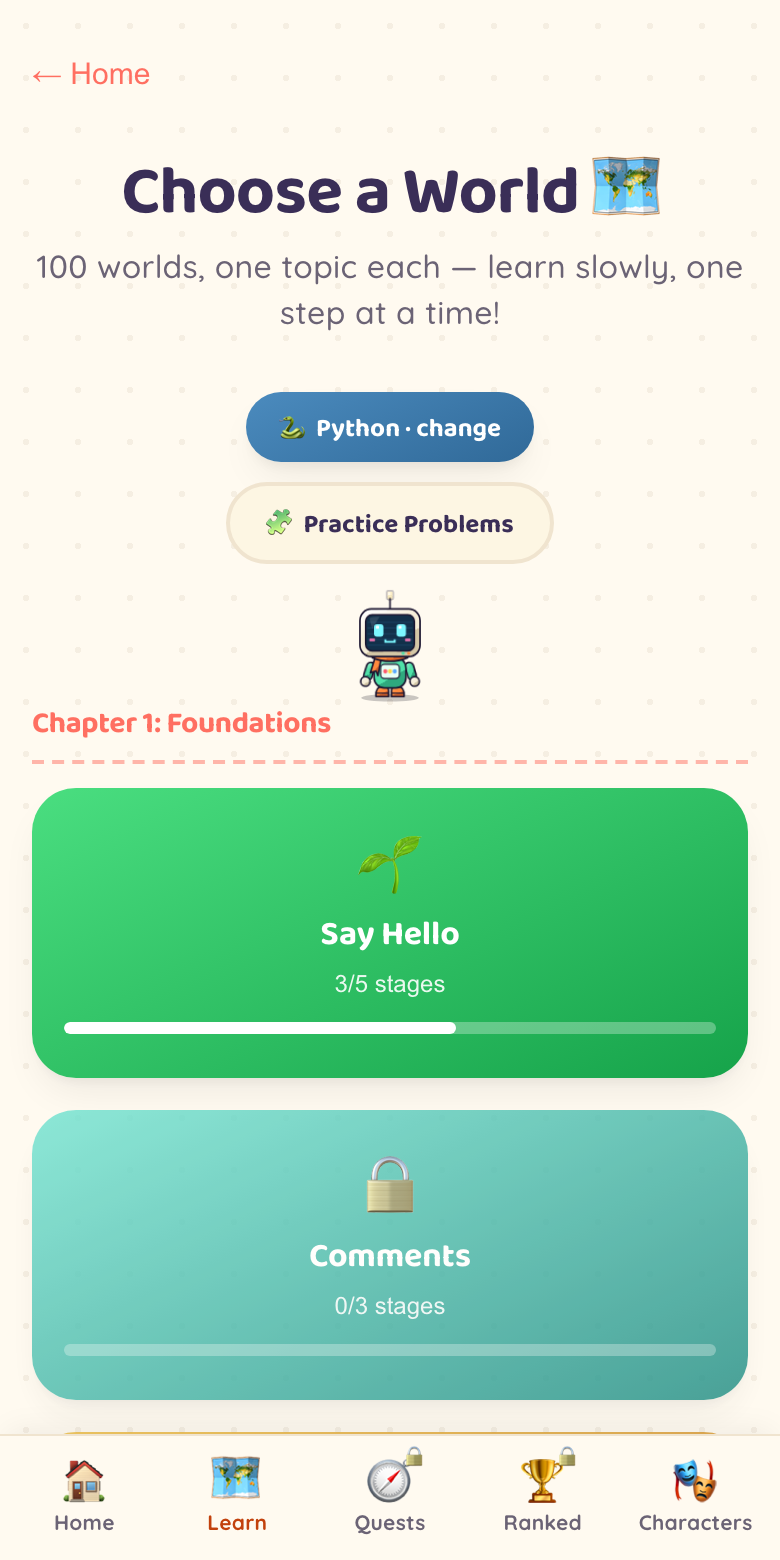 ← Home
Choose a World
100 worlds, one topic each — learn slowly, one
step at a time!
Python · change
Practice Problems
Chapter 1: Foundations
Say Hello
3/5 stages
Comments
0/3 stages
Home
Learn
Quests
Ranked
Characters